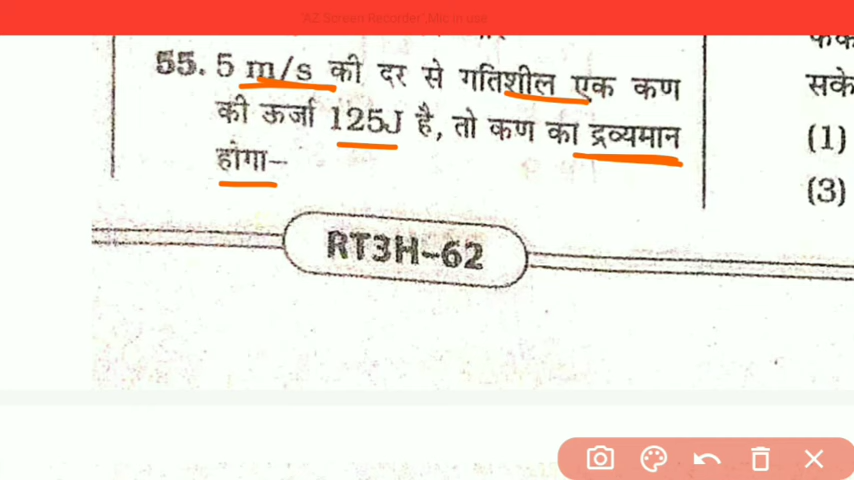 "AZ Screen Recorder",Mic in use
55. 5 m/s की दर से गतिशील एक कण
की ऊर्जा 125J है, तो कण का द्रव्यमान
होगा–
सके
(1)
(3)
RT3H–62